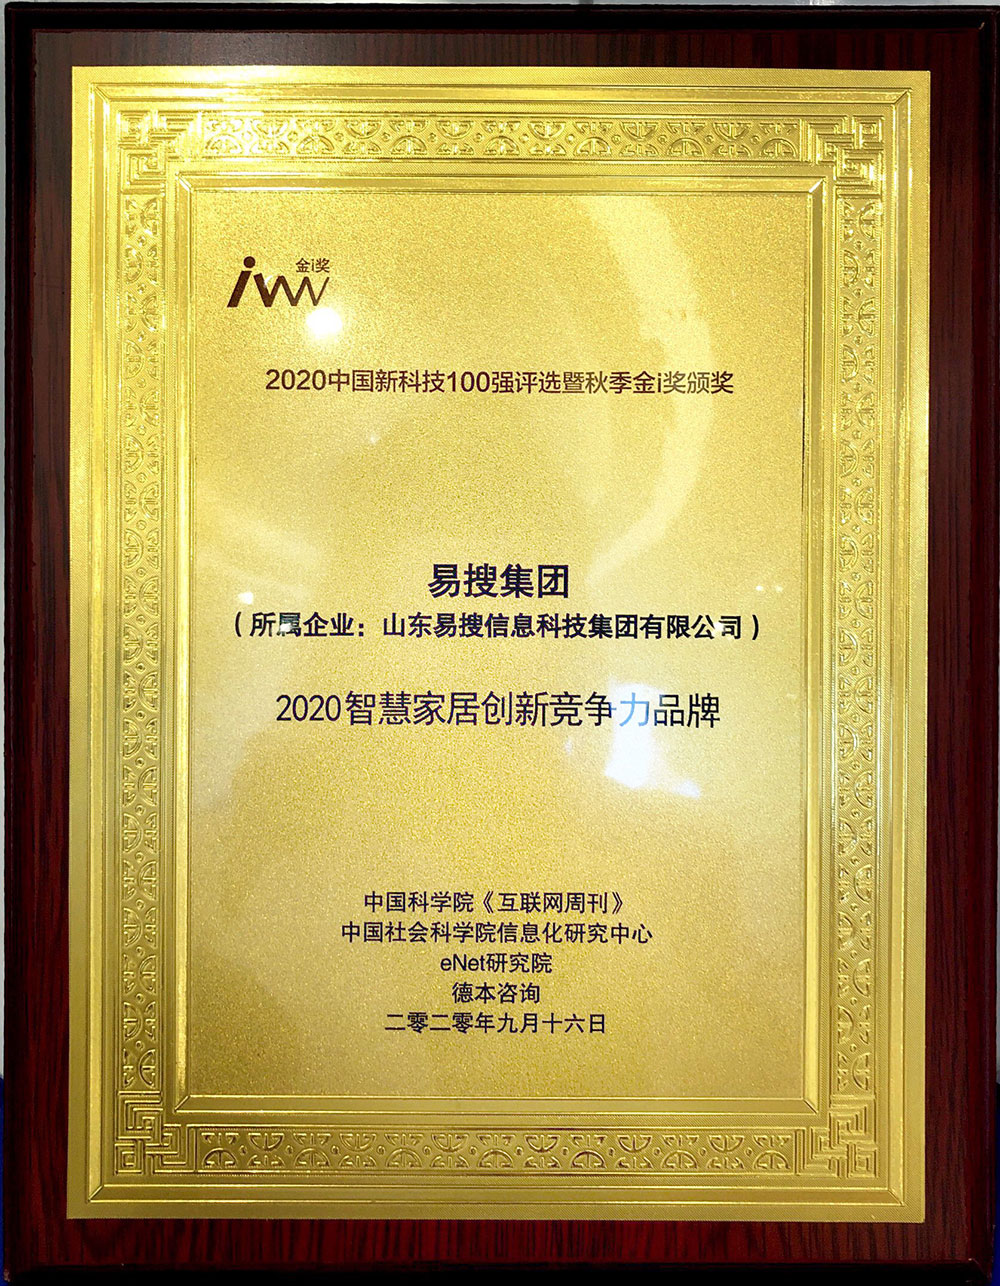 金i奖
iww
2020中国新科技100强评选暨秋季金i奖颁奖
易搜集团
（所属企业：山东易搜信息科技集团有限公司）
2020智慧家居创新竞争力品牌
中国科学院《互联网周刊》
中国社会科学院信息化研究中心
eNet研究院
德本咨询
二零二零年九月十六日